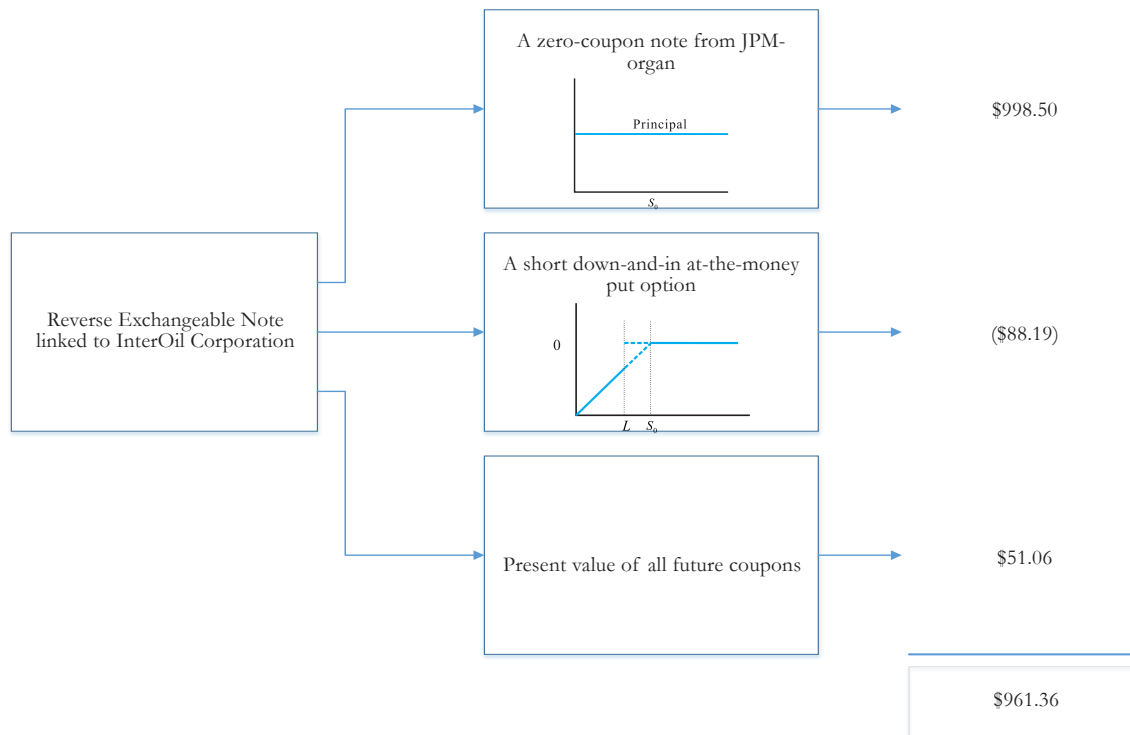 A zero-coupon note from JPM-
organ
Principal
S₀
$998.50
Reverse Exchangeable Note
linked to InterOil Corporation
A short down-and-in at-the-money
put option
0
L S₀
($88.19)
Present value of all future coupons
$51.06
$961.36